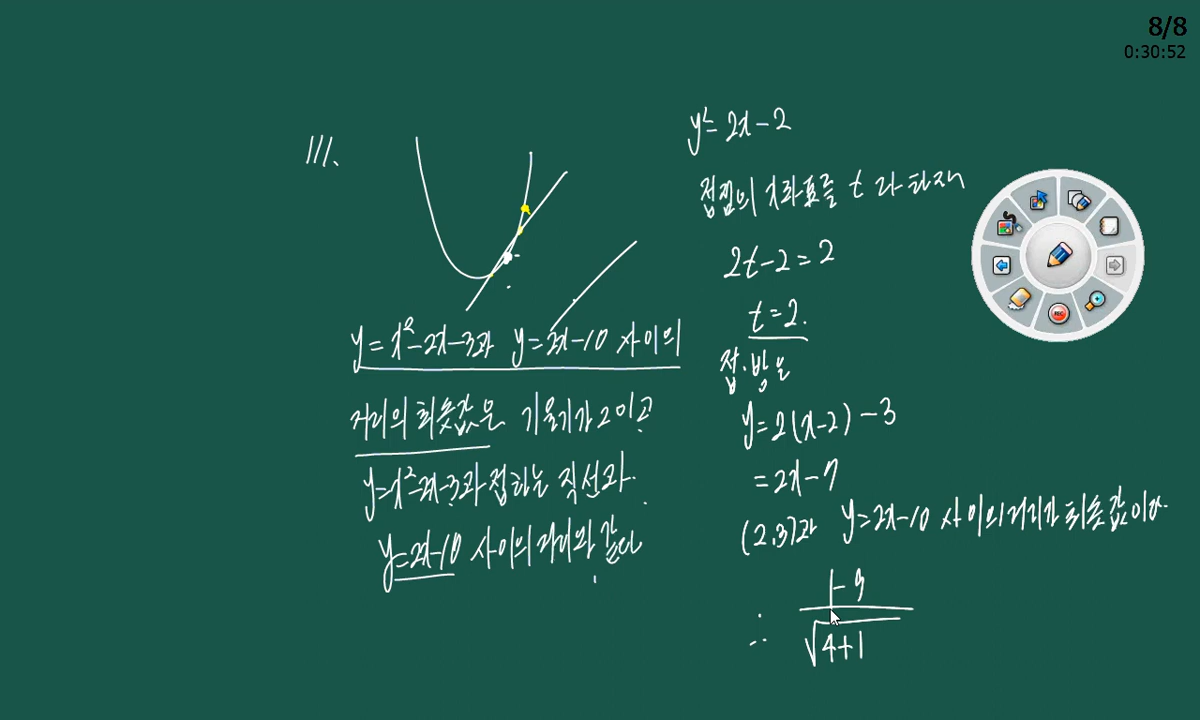 8/8
0:30:52
111.
y=x²-2x-3과 y=2x-10 사이의
거리의 최솟값은 기울기가 2이고
y=x²-2x-3과 접하는 직선과
y=2x-10 사이의 거리와 같다
y'=2x-2
접점의 x좌표를 t라 하자
2t-2=2
t=2.
접.방은
y=2(x-2)-3
=2x-7
(2,3)과 y=2x-10 사이의 거리가 최솟값이다.
∴ |-9
√4+1
REC